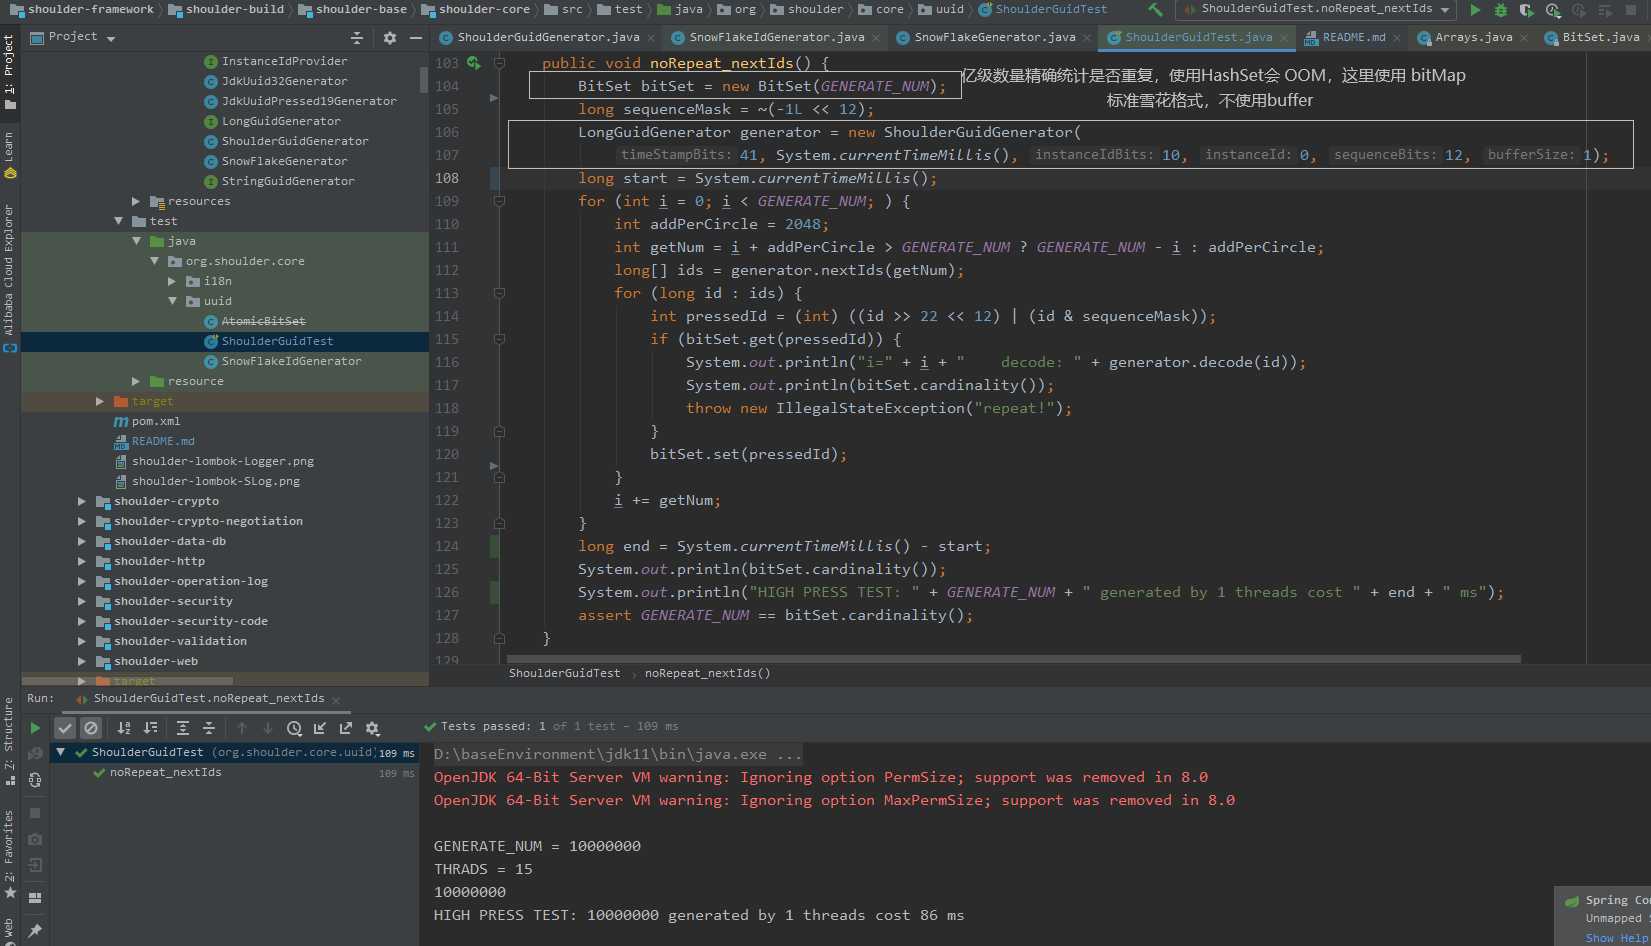 shoulder-framework shoulder-build shoulder-base shoulder-core src test java org shoulder core uuid ShoulderGuidTest ShoulderGuidTest.noRepeat_nextIds
Project
ShoulderGuidGenerator.java SnowFlakeIdGenerator.java SnowFlakeGenerator.java ShoulderGuidTest.java README.md Arrays.java BitSet.java
1: Project
Learn
Alibaba Cloud Explorer
Z: Structure
2: Favorites
Web
InstanceIdProvider
JdkUuid32Generator
JdkUuidPressed19Generator
LongGuidGenerator
ShoulderGuidGenerator
SnowFlakeGenerator
StringGuidGenerator
resources
test
java
org.shoulder.core
i18n
uuid
AtomicBitSet
ShoulderGuidTest
SnowFlakeIdGenerator
resource
target
pom.xml
README.md
shoulder-lombok-Logger.png
shoulder-lombok-SLog.png
shoulder-crypto
shoulder-crypto-negotiation
shoulder-data-db
shoulder-http
shoulder-operation-log
shoulder-security
shoulder-security-code
shoulder-validation
shoulder-web
target
103 public void noRepeat_nextIds() {
104 BitSet bitSet = new BitSet(GENERATE_NUM); 亿级数量精确统计是否重复，使用HashSet会 OOM，这里使用 bitMap
105 long sequenceMask = ~(-1L << 12); 标准雪花格式，不使用buffer
106 LongGuidGenerator generator = new ShoulderGuidGenerator(
107 timeStampBits: 41, System.currentTimeMillis(), instanceIdBits: 10, instanceId: 0, sequenceBits: 12, bufferSize: 1);
108 long start = System.currentTimeMillis();
109 for (int i = 0; i < GENERATE_NUM; ) {
110 int addPerCircle = 2048;
111 int getNum = i + addPerCircle > GENERATE_NUM ? GENERATE_NUM - i : addPerCircle;
112 long[] ids = generator.nextIds(getNum);
113 for (long id : ids) {
114 int pressedId = (int) ((id >> 22 << 12) | (id & sequenceMask));
115 if (bitSet.get(pressedId)) {
116 System.out.println("i=" + i + "    decode: " + generator.decode(id));
117 System.out.println(bitSet.cardinality());
118 throw new IllegalStateException("repeat!");
119 }
120 bitSet.set(pressedId);
121 }
122 i += getNum;
123 }
124 long end = System.currentTimeMillis() - start;
125 System.out.println(bitSet.cardinality());
126 System.out.println("HIGH PRESS TEST: " + GENERATE_NUM + " generated by 1 threads cost " + end + " ms");
127 assert GENERATE_NUM == bitSet.cardinality();
128 }
129
ShoulderGuidTest › noRepeat_nextIds()
Run: ShoulderGuidTest.noRepeat_nextIds
Tests passed: 1 of 1 test – 109 ms
ShoulderGuidTest (org.shoulder.core.uuid) 109 ms
noRepeat_nextIds 109 ms
D:\baseEnvironment\jdk11\bin\java.exe ...
OpenJDK 64-Bit Server VM warning: Ignoring option PermSize; support was removed in 8.0
OpenJDK 64-Bit Server VM warning: Ignoring option MaxPermSize; support was removed in 8.0
GENERATE_NUM = 10000000
THRADS = 15
10000000
HIGH PRESS TEST: 10000000 generated by 1 threads cost 86 ms
Spring Co
Unmapped S
Show Help